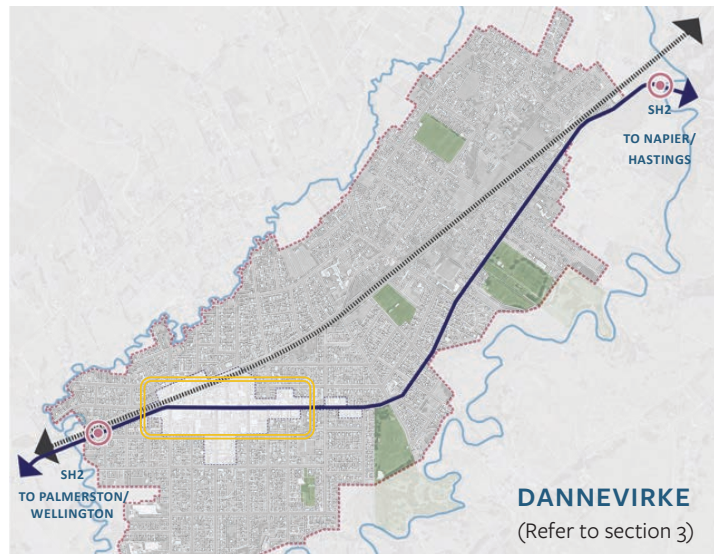 SH2
TO NAPIER/
HASTINGS
SH2
TO PALMERSTON/
WELLINGTON
DANNEVIRKE
(Refer to section 3)